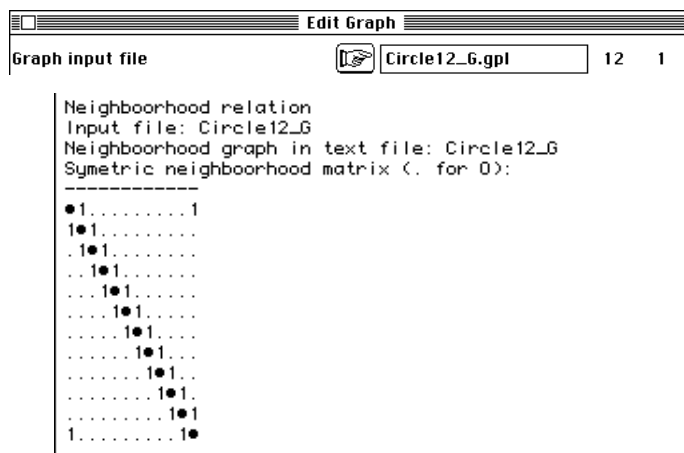 Edit Graph
Graph input file Circle12_G.gpl 12 1
Neighboorhood relation
Input file: Circle12_G
Neighboorhood graph in text file: Circle12_G
Symetric neighboorhood matrix (. for 0):
------------
●1..........1
1●1.........
.1●1........
..1●1.......
...1●1......
....1●1.....
.....1●1....
......1●1...
.......1●1..
........1●1.
.........1●1
1..........1●